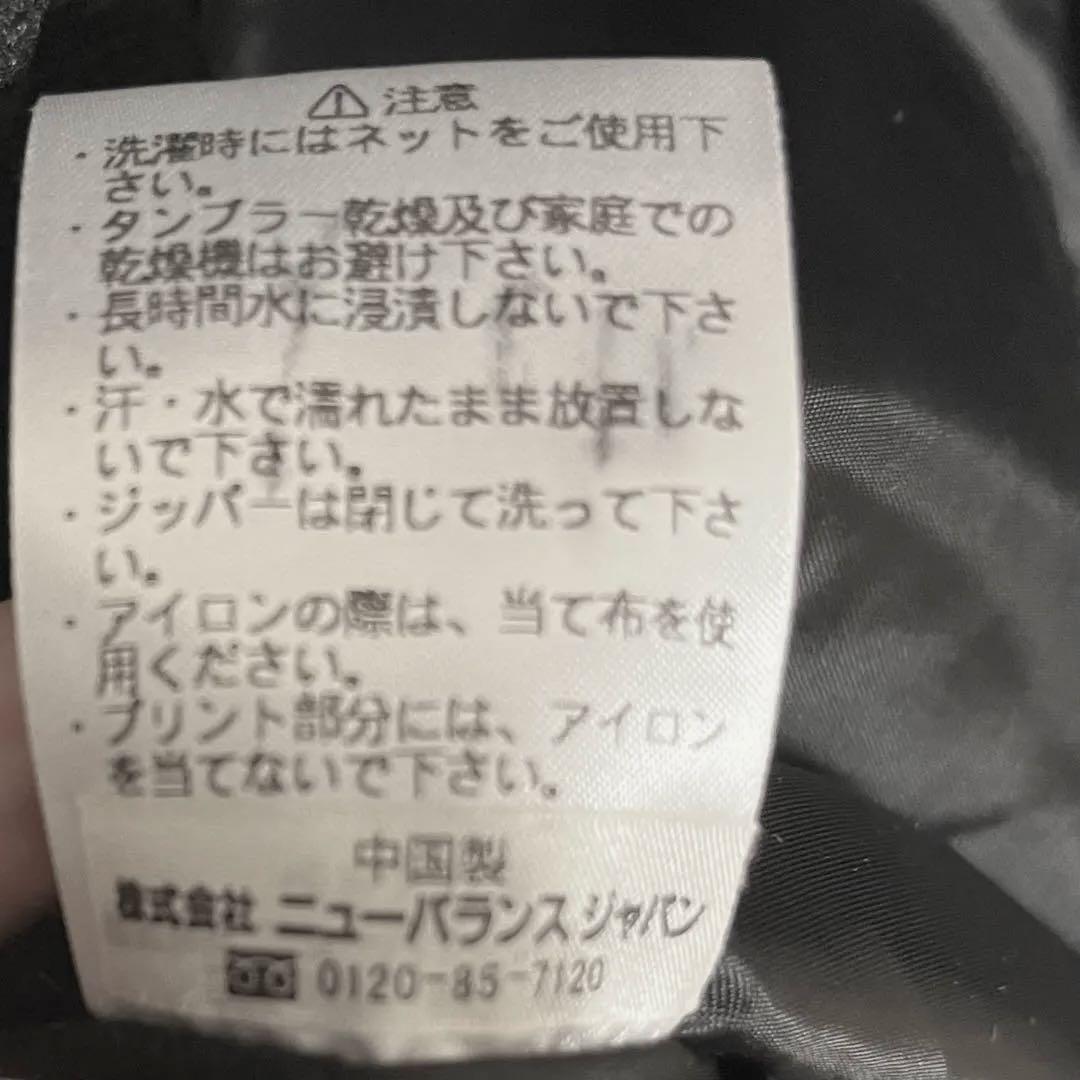 ⚠ 注意
・洗濯時にはネットをご使用下
さい。
・タンブラー乾燥及び家庭での
乾燥機はお避け下さい。
・長時間水に浸漬しないで下さ
い。
・汗・水で濡れたまま放置しな
いで下さい。
・ジッパーは閉じて洗って下さ
い。
・アイロンの際は、当て布を使
用ください。
・プリント部分には、アイロン
を当てないで下さい。
中国製
株式会社 ニューバランスジャパン
0120-85-7120